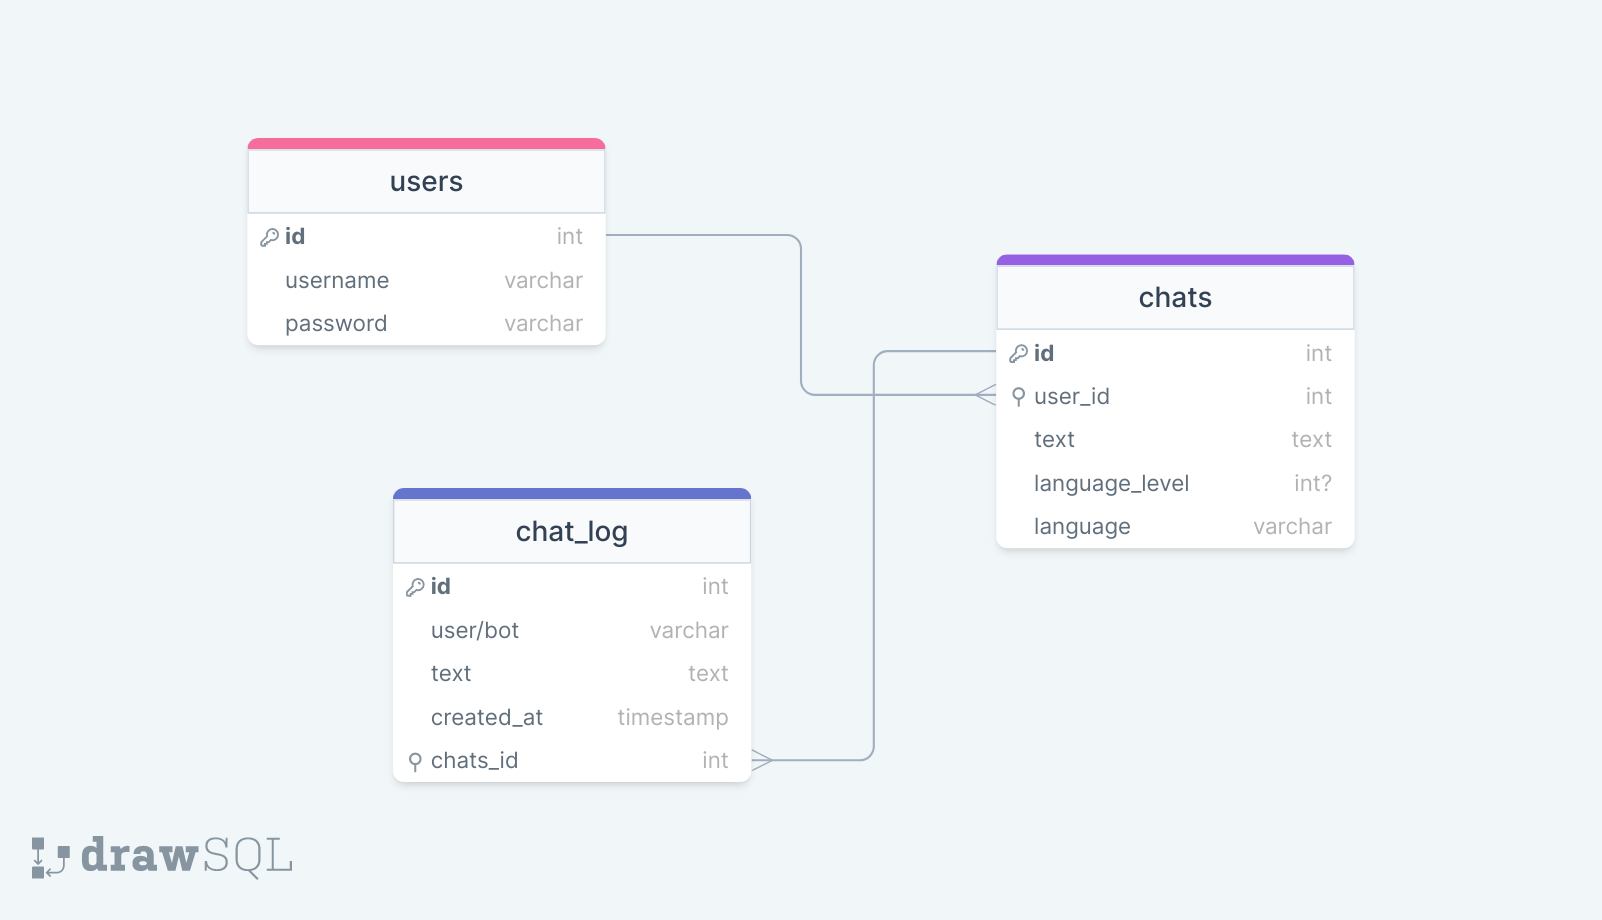 users
id int
username varchar
password varchar
chats
id int
user_id int
text text
language_level int?
language varchar
chat_log
id int
user/bot varchar
text text
created_at timestamp
chats_id int
drawSQL